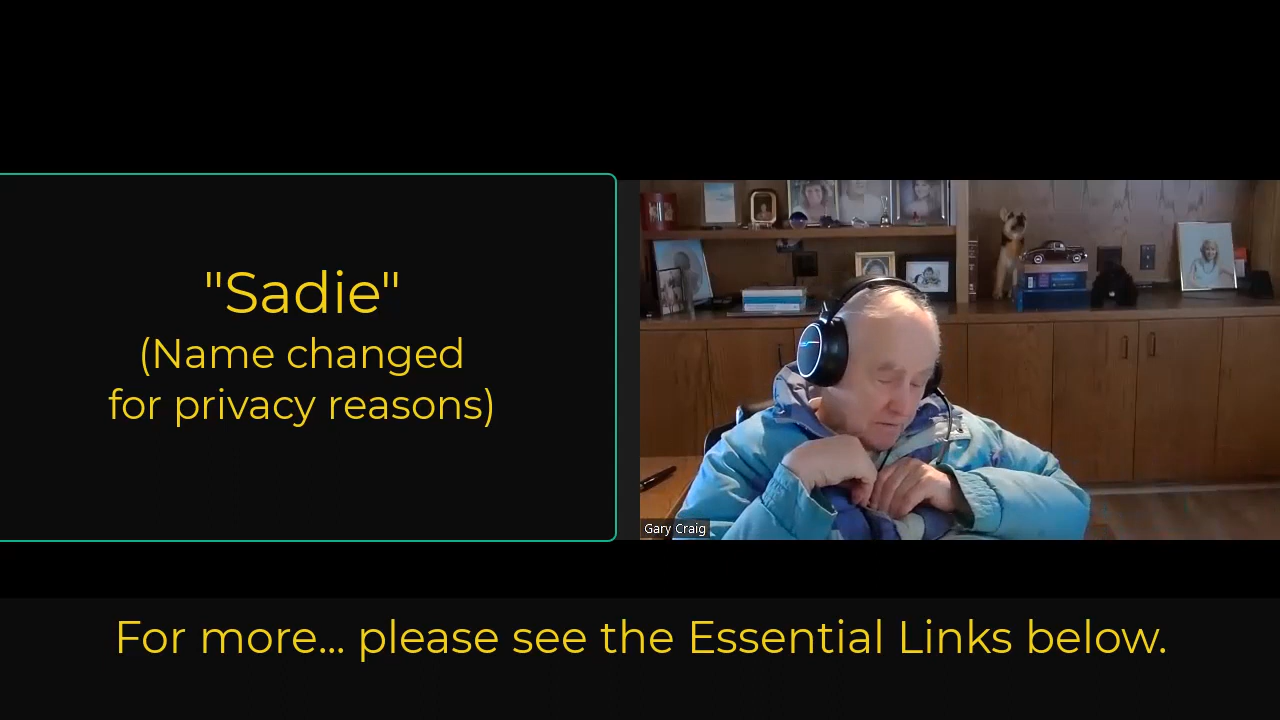 "Sadie"
(Name changed
for privacy reasons)
Gary Craig
For more... please see the Essential Links below.